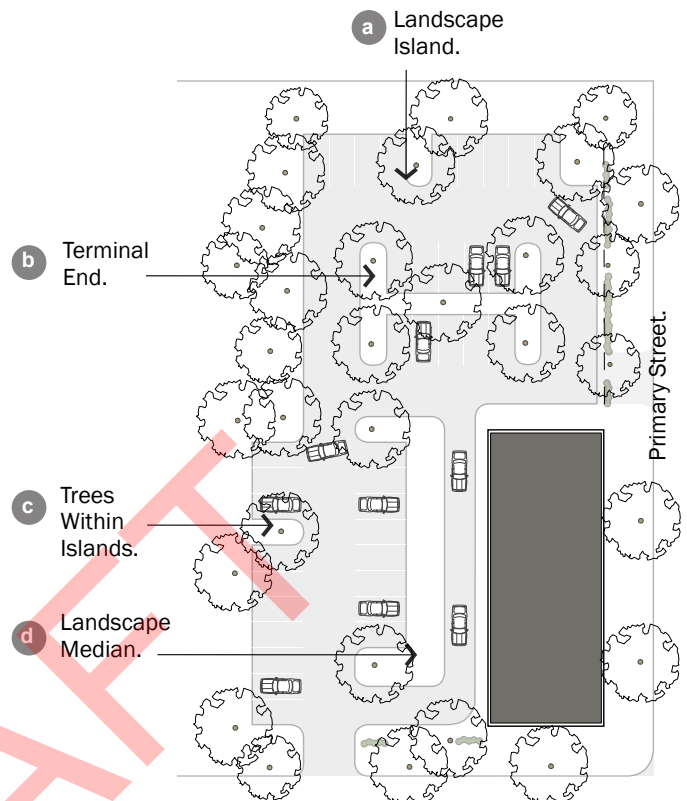 a
Landscape
Island.
b
Terminal
End.
Primary Street.
c
Trees
Within
Islands.
d
Landscape
Median.